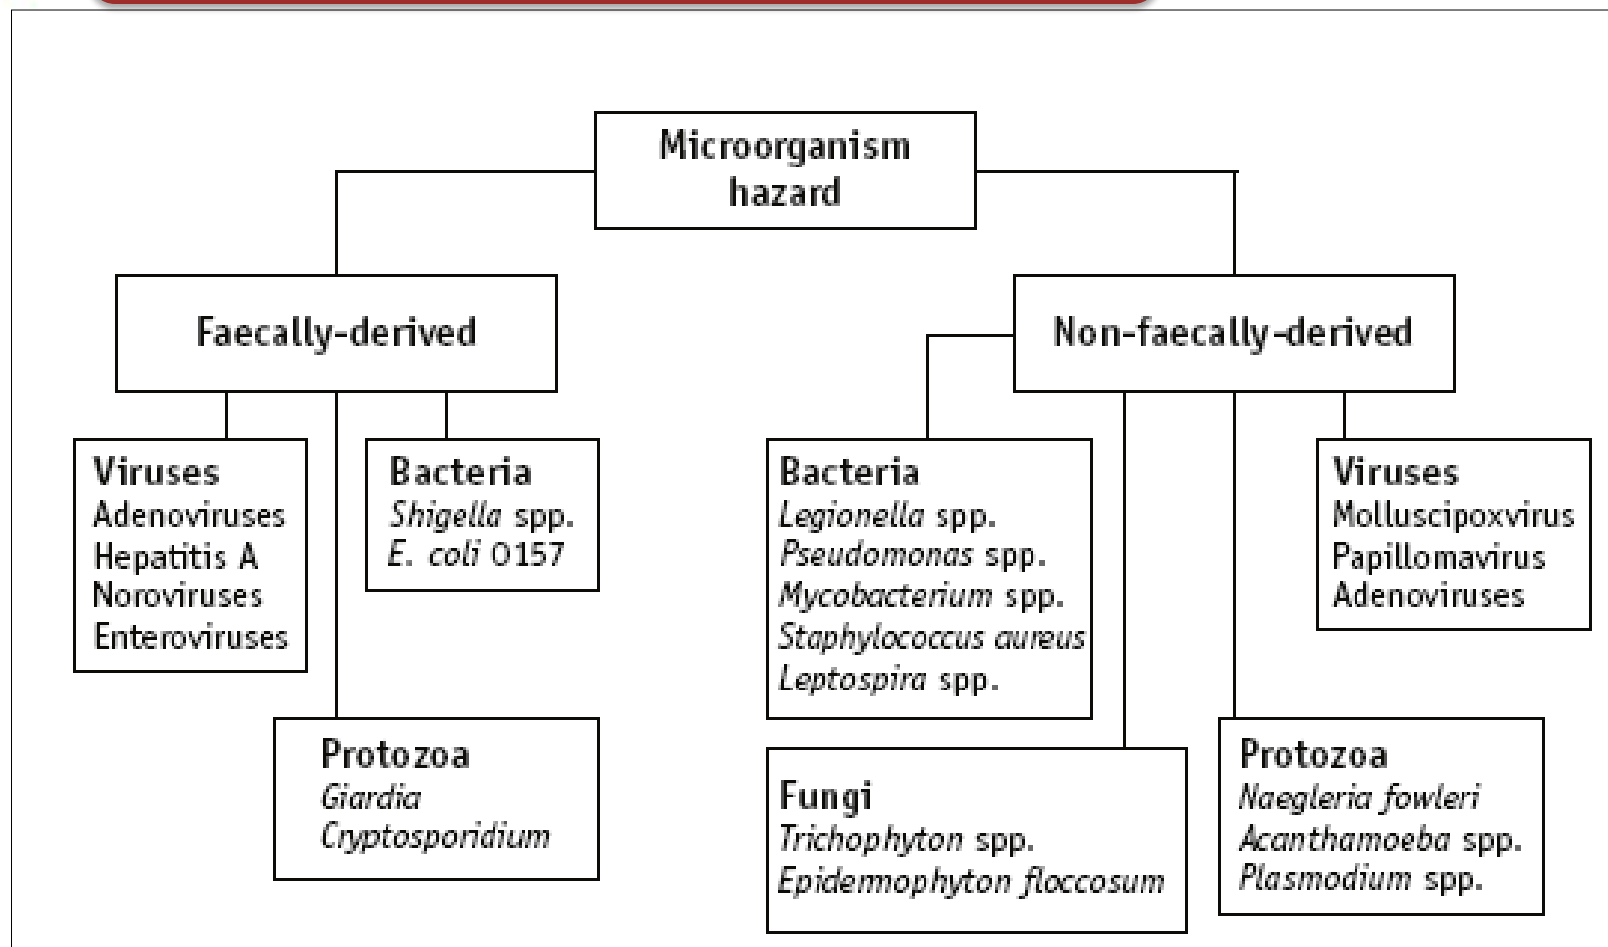 Microorganism
hazard
Faecally-derived
Non-faecally-derived
Viruses
Adenoviruses
Hepatitis A
Noroviruses
Enteroviruses
Bacteria
Shigella spp.
E. coli O157
Protozoa
Giardia
Cryptosporidium
Bacteria
Legionella spp.
Pseudomonas spp.
Mycobacterium spp.
Staphylococcus aureus
Leptospira spp.
Fungi
Trichophyton spp.
Epidermophyton floccosum
Viruses
Molluscipoxvirus
Papillomavirus
Adenoviruses
Protozoa
Naegleria fowleri
Acanthamoeba spp.
Plasmodium spp.